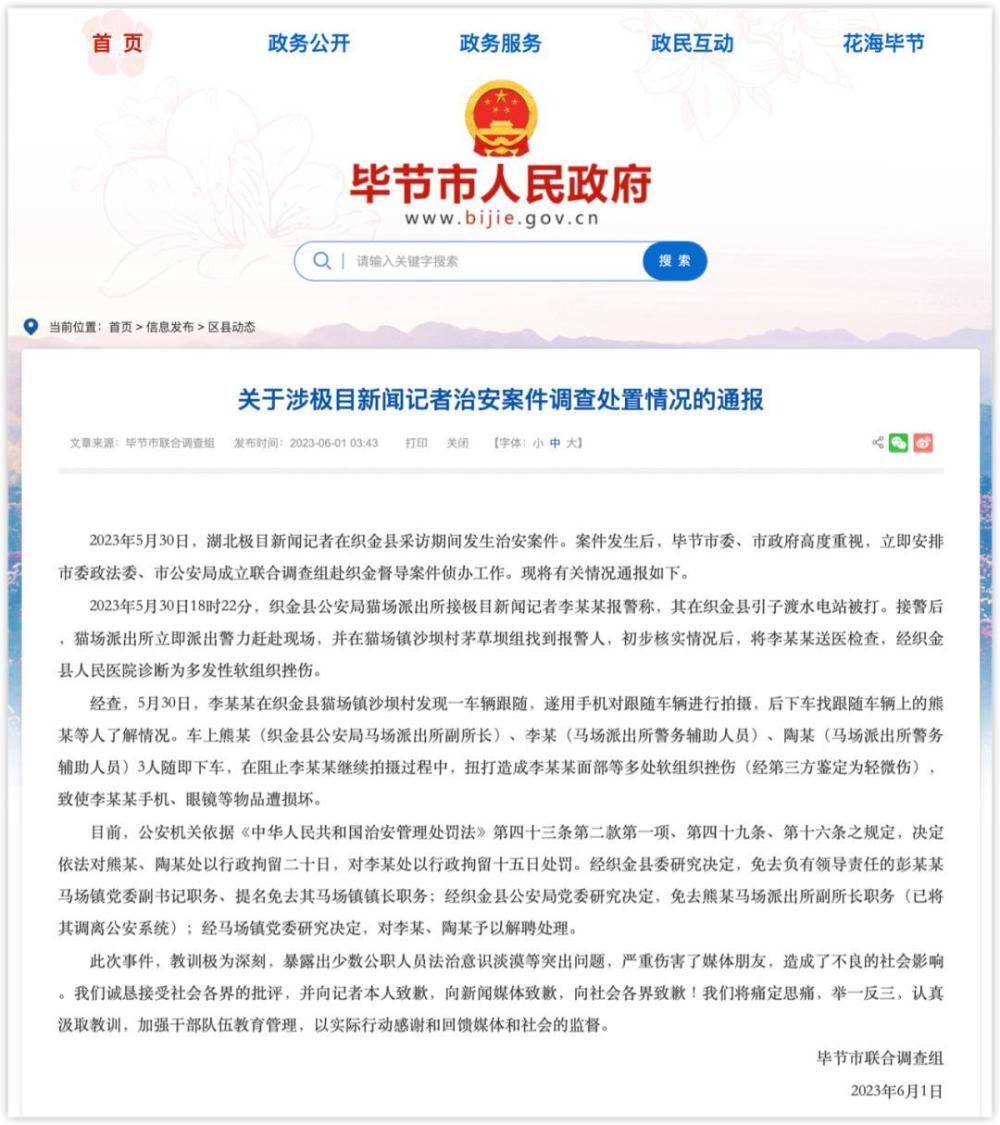 首 页 政务公开 政务服务 政民互动 花海毕节
毕节市人民政府
www.bijie.gov.cn
请输入关键字搜索 搜 索
当前位置：首页 > 信息发布 > 区县动态
关于涉极目新闻记者治安案件调查处置情况的通报
文章来源：毕节市联合调查组 发布时间：2023-06-01 03:43 打印 关闭 【字体：小 中 大】
2023年5月30日，湖北极目新闻记者在织金县采访期间发生治安案件。案件发生后，毕节市委、市政府高度重视，立即安排
市委政法委、市公安局成立联合调查组赴织金督导案件侦办工作。现将有关情况通报如下。
2023年5月30日18时22分，织金县公安局猫场派出所接极目新闻记者李某某报警称，其在织金县引子渡水电站被打。接警后
，猫场派出所立即派出警力赶赴现场，并在猫场镇沙坝村茅草坝组找到报警人，初步核实情况后，将李某某送医检查，经织金
县人民医院诊断为多发性软组织挫伤。
经查，5月30日，李某某在织金县猫场镇沙坝村发现一车辆跟随，遂用手机对跟随车辆进行拍摄，后下车找跟随车辆上的熊
某等人了解情况。车上熊某（织金县公安局马场派出所副所长）、李某（马场派出所警务辅助人员）、陶某（马场派出所警务
辅助人员）3人随即下车，在阻止李某某继续拍摄过程中，扭打造成李某某面部等多处软组织挫伤（经第三方鉴定为轻微伤），
致使李某某手机、眼镜等物品遭损坏。
目前，公安机关依据《中华人民共和国治安管理处罚法》第四十三条第二款第一项、第四十九条、第十六条之规定，决定
依法对熊某、陶某处以行政拘留二十日，对李某处以行政拘留十五日处罚。经织金县委研究决定，免去负有领导责任的彭某某
马场镇党委副书记职务、提名免去其马场镇镇长职务；经织金县公安局党委研究决定，免去熊某马场派出所副所长职务（已将
其调离公安系统）；经马场镇党委研究决定，对李某、陶某予以解聘处理。
此次事件，教训极为深刻，暴露出少数公职人员法治意识淡漠等突出问题，严重伤害了媒体朋友，造成了不良的社会影响
。我们诚恳接受社会各界的批评，并向记者本人致歉，向新闻媒体致歉，向社会各界致歉！我们将痛定思痛，举一反三，认真
汲取教训，加强干部队伍教育管理，以实际行动感谢和回馈媒体和社会的监督。
毕节市联合调查组
2023年6月1日